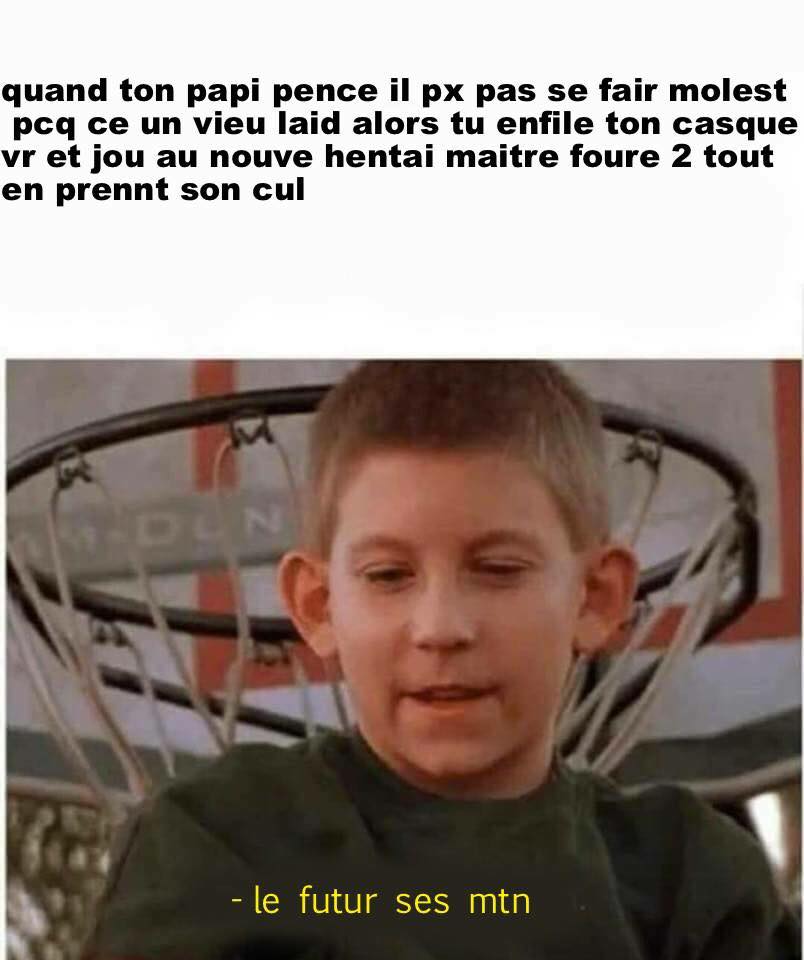 quand ton papi pence il px pas se fair molest
pcq ce un vieu laid alors tu enfile ton casque
vr et jou au nouve hentai maitre foure 2 tout
en prennt son cul
- le futur ses mtn